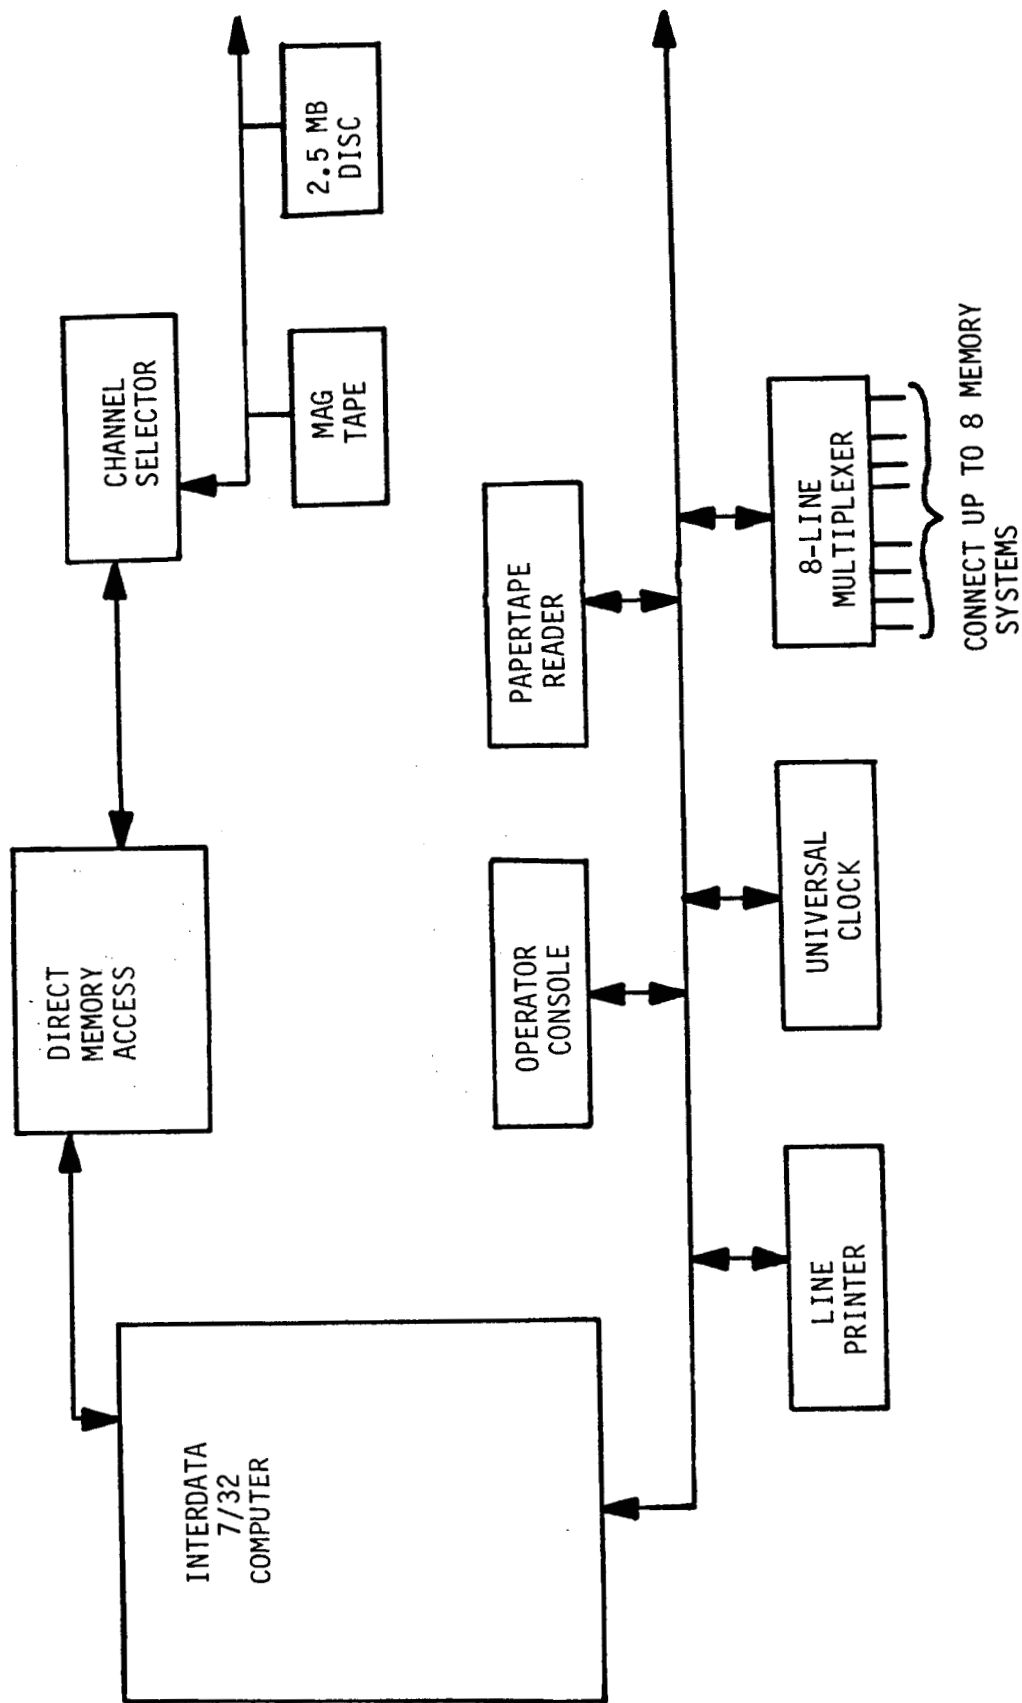 INTERDATA
7/32
COMPUTER
DIRECT
MEMORY
ACCESS
CHANNEL
SELECTOR
MAG
TAPE
2.5 MB
DISC
OPERATOR
CONSOLE
PAPERTAPE
READER
LINE
PRINTER
UNIVERSAL
CLOCK
8-LINE
MULTIPLEXER
CONNECT UP TO 8 MEMORY
SYSTEMS